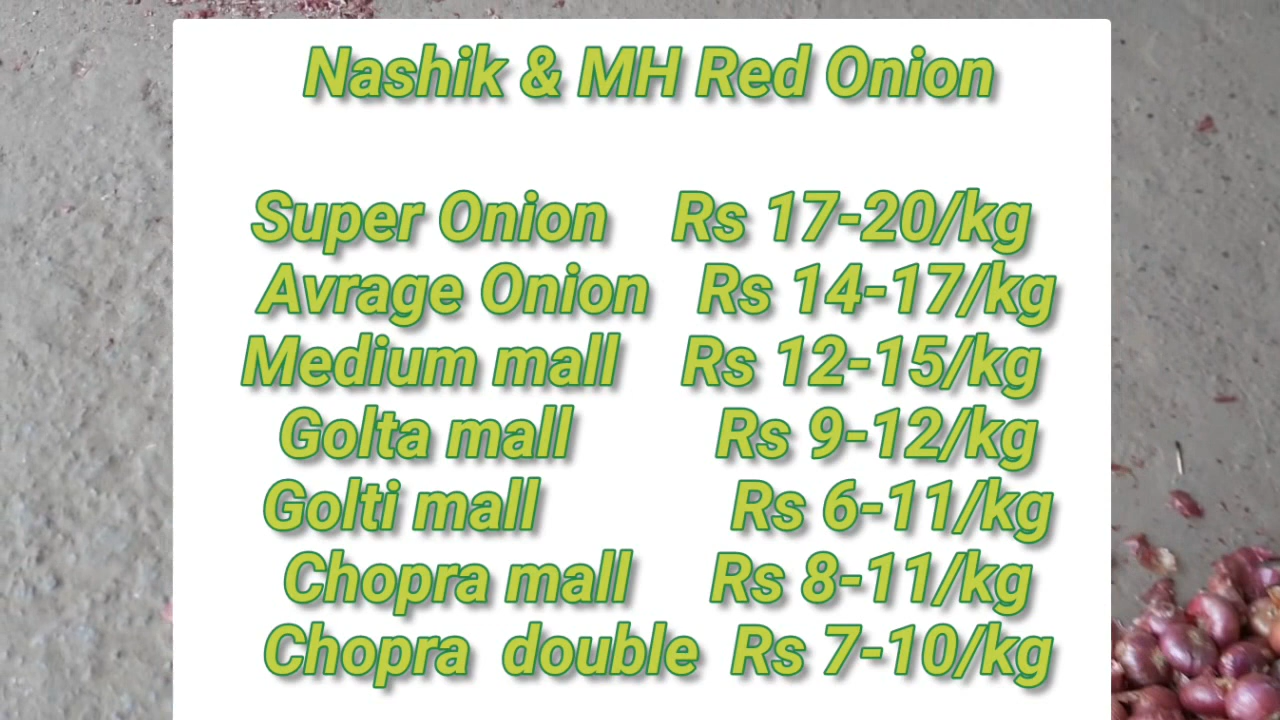 Nashik & MH Red Onion
Super Onion Rs 17-20/kg
Avrage Onion Rs 14-17/kg
Medium mall Rs 12-15/kg
Golta mall Rs 9-12/kg
Golti mall Rs 6-11/kg
Chopra mall Rs 8-11/kg
Chopra double Rs 7-10/kg